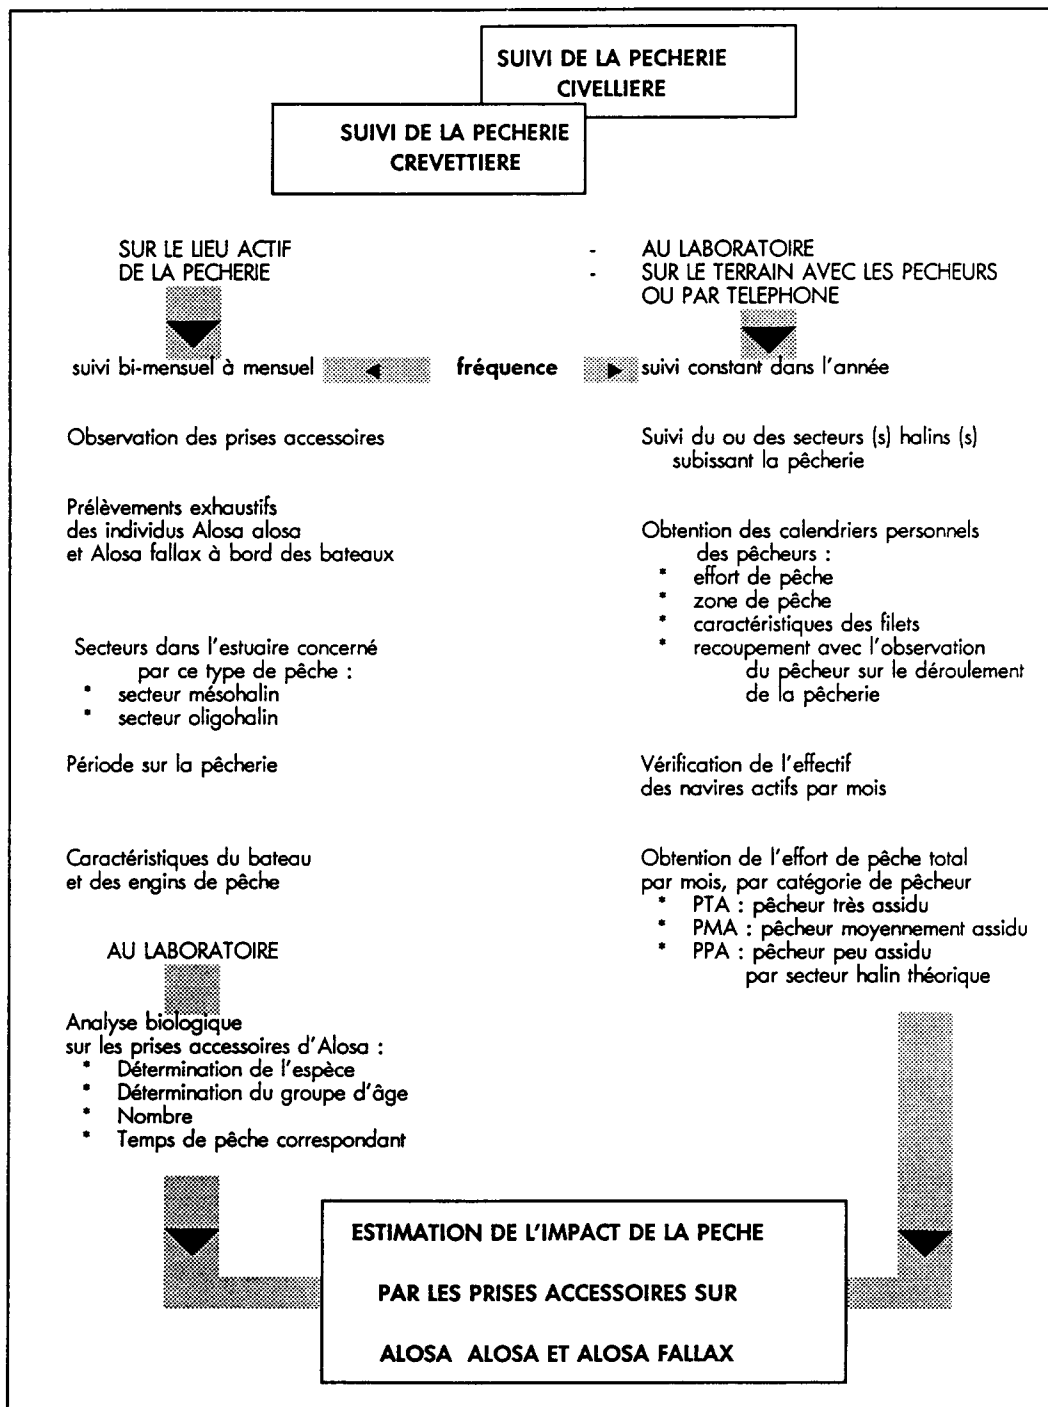 SUIVI DE LA PECHERIE
CIVELLIERE
SUIVI DE LA PECHERIE
CREVETTIERE
SUR LE LIEU ACTIF
DE LA PECHERIE
- AU LABORATOIRE
- SUR LE TERRAIN AVEC LES PECHEURS
OU PAR TELEPHONE
suivi bi-mensuel à mensuel
fréquence
suivi constant dans l'année
Observation des prises accessoires
Prélèvements exhaustifs
des individus Alosa alosa
et Alosa fallax à bord des bateaux
Secteurs dans l'estuaire concerné
par ce type de pêche :
* secteur mésohalin
* secteur oligohalin
Période sur la pêcherie
Caractéristiques du bateau
et des engins de pêche
AU LABORATOIRE
Analyse biologique
sur les prises accessoires d'Alosa :
* Détermination de l'espèce
* Détermination du groupe d'âge
* Nombre
* Temps de pêche correspondant
Suivi du ou des secteurs (s) halins (s)
subissant la pêcherie
Obtention des calendriers personnels
des pêcheurs :
* effort de pêche
* zone de pêche
* caractéristiques des filets
* recoupement avec l'observation
du pêcheur sur le déroulement
de la pêcherie
Vérification de l'effectif
des navires actifs par mois
Obtention de l'effort de pêche total
par mois, par catégorie de pêcheur
* PTA : pêcheur très assidu
* PMA : pêcheur moyennement assidu
* PPA : pêcheur peu assidu
par secteur halin théorique
ESTIMATION DE L'IMPACT DE LA PECHE
PAR LES PRISES ACCESSOIRES SUR
ALOSA ALOSA ET ALOSA FALLAX